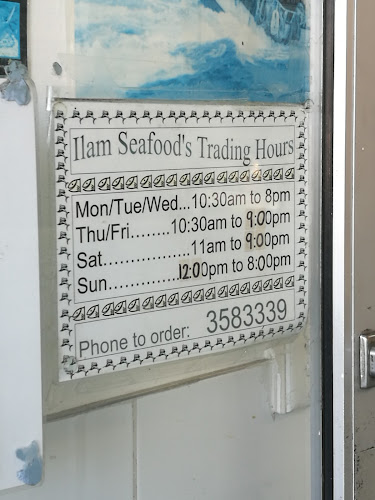 Ilam Seafood's Trading Hours
Mon/Tue/Wed...10:30am to 8pm
Thu/Fri........10:30am to 9:00pm
Sat.................11am to 9:00pm
Sun..............12:00pm to 8:00pm
Phone to order: 3583339